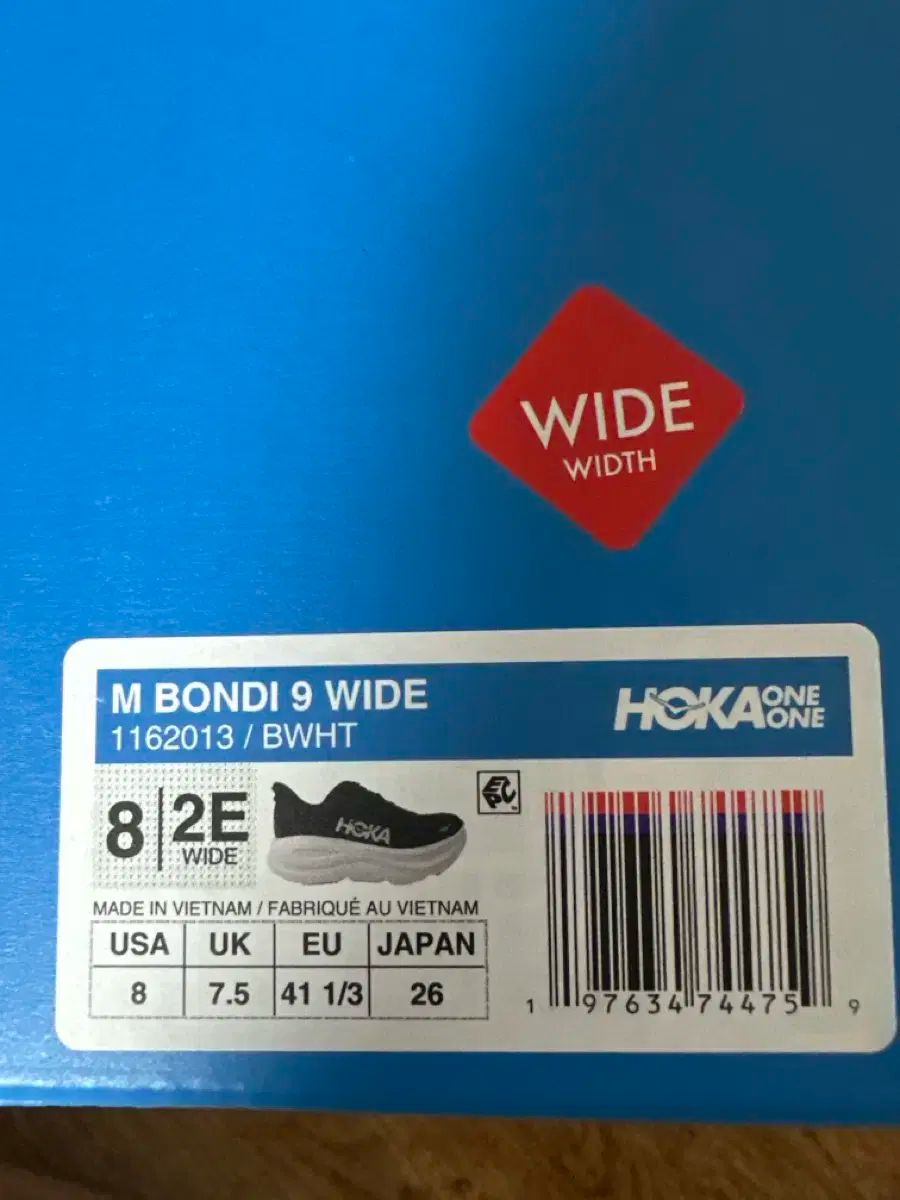 WIDE
WIDTH
M BONDI 9 WIDE
1162013 / BWHT
HOKA ONE ONE
8 2E
WIDE
HOKA
EPC
MADE IN VIETNAM / FABRIQUÉ AU VIETNAM
USA UK EU JAPAN
8 7.5 41 1/3 26
1 97634 74475 9